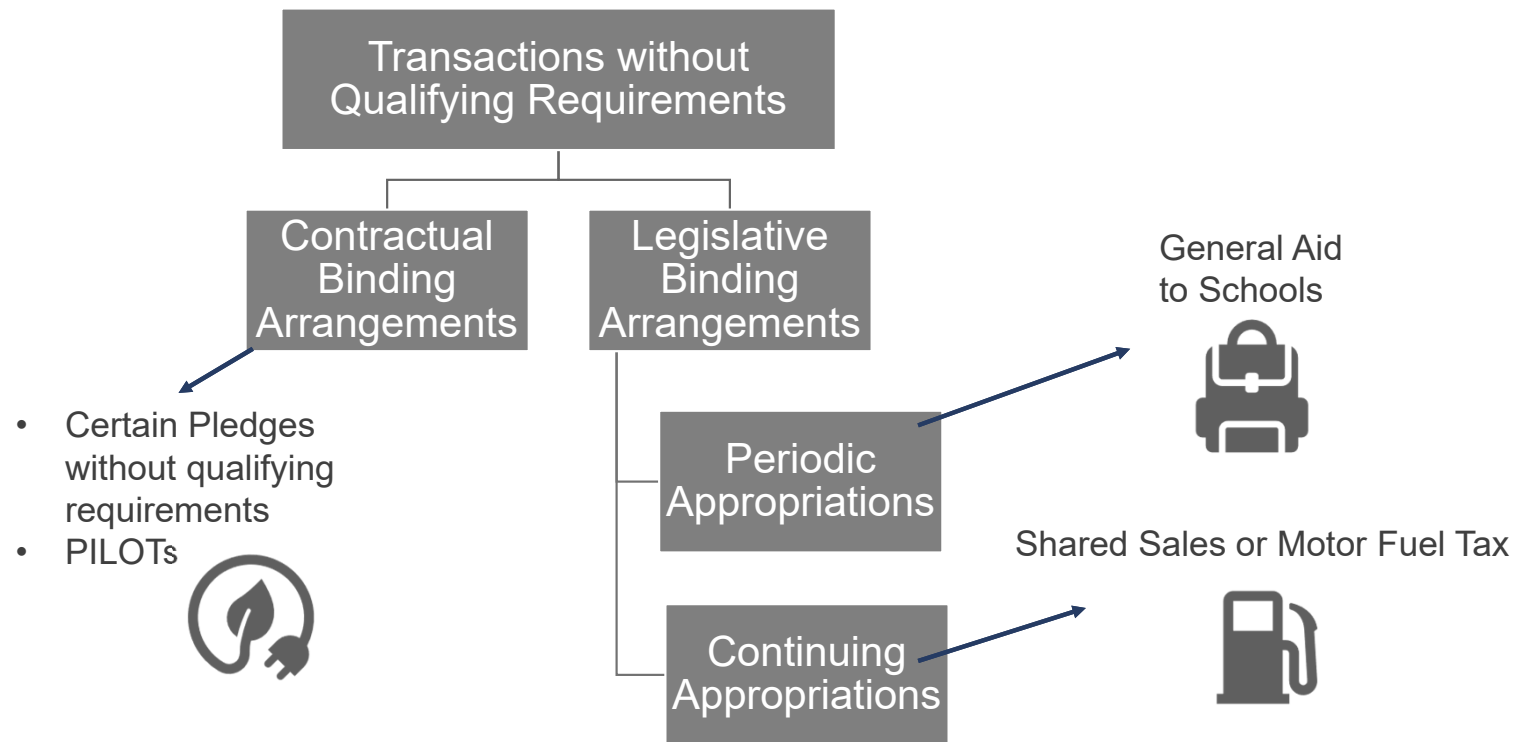 Transactions without
Qualifying Requirements
Contractual
Binding
Arrangements
Legislative
Binding
Arrangements
General Aid
to Schools
• Certain Pledges
without qualifying
requirements
• PILOTs
Periodic
Appropriations
Shared Sales or Motor Fuel Tax
Continuing
Appropriations